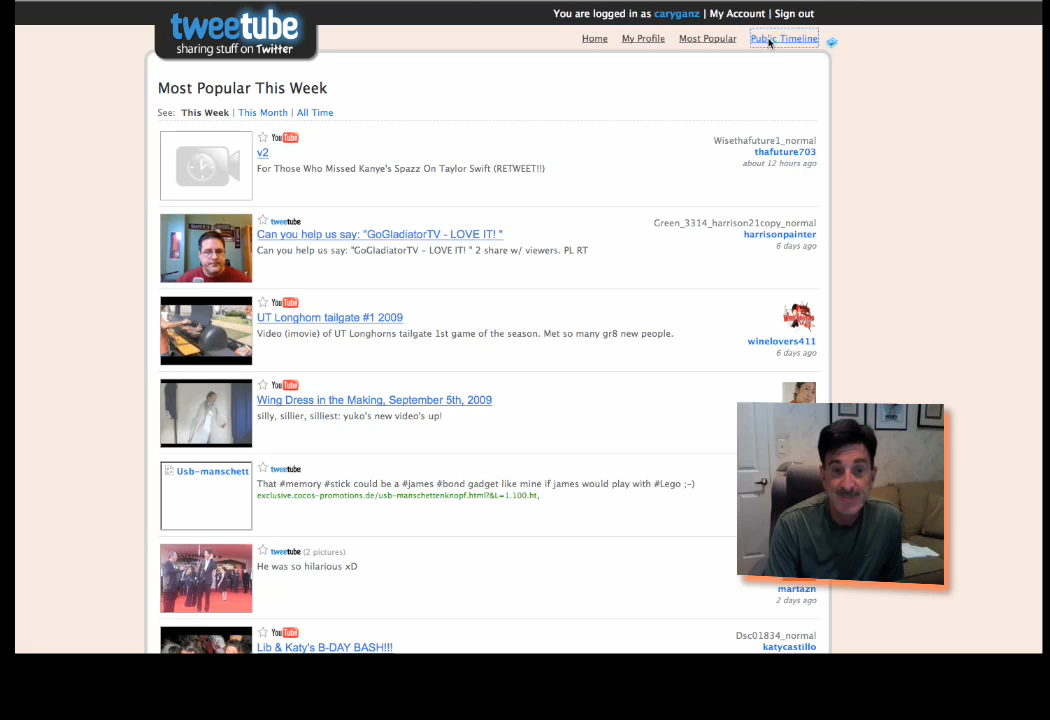 tweetube
sharing stuff on Twitter
You are logged in as caryganz | My Account | Sign out
Home My Profile Most Popular Public Timeline
Most Popular This Week
See: This Week | This Month | All Time
YouTube
v2
For Those Who Missed Kanye's Spazz On Taylor Swift (RETWEET!!)
Wisethafuture1_normal
thafuture703
about 12 hours ago
tweetube
Can you help us say: "GoGladiatorTV - LOVE IT! "
Can you help us say: "GoGladiatorTV - LOVE IT! " 2 share w/ viewers. PL RT
Green_3314_harrison21copy_normal
harrisonpainter
6 days ago
YouTube
UT Longhorn tailgate #1 2009
Video (imovie) of UT Longhorns tailgate 1st game of the season. Met so many gr8 new people.
winelovers411
6 days ago
YouTube
Wing Dress in the Making, September 5th, 2009
silly, sillier, silliest: yuko's new video's up!
Usb-manschett
tweetube
That #memory #stick could be a #james #bond gadget like mine if james would play with #Lego ;-)
exclusive.cocos-promotions.de/usb-manschettenknopf.html?&L=1.100.ht,
tweetube (2 pictures)
He was so hilarious xD
martazn
2 days ago
YouTube
Lib & Katy's B-DAY BASH!!!
Dsc01834_normal
katycastillo